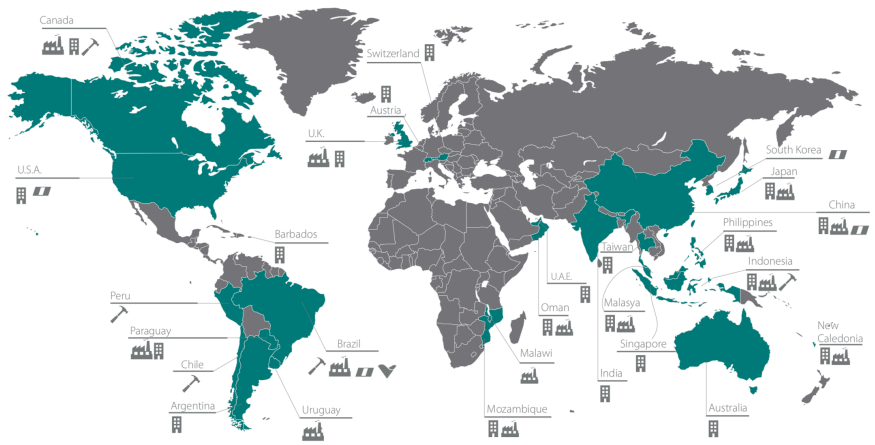 Canada
Switzerland
Austria
U.K.
U.S.A.
South Korea
Japan
China
Philippines
Barbados
Taiwan
Indonesia
U.A.E.
Peru
Oman
Malasya
Paraguay
Brazil
Malawi
Singapore
New
Caledonia
Chile
India
Argentina
Uruguay
Mozambique
Australia